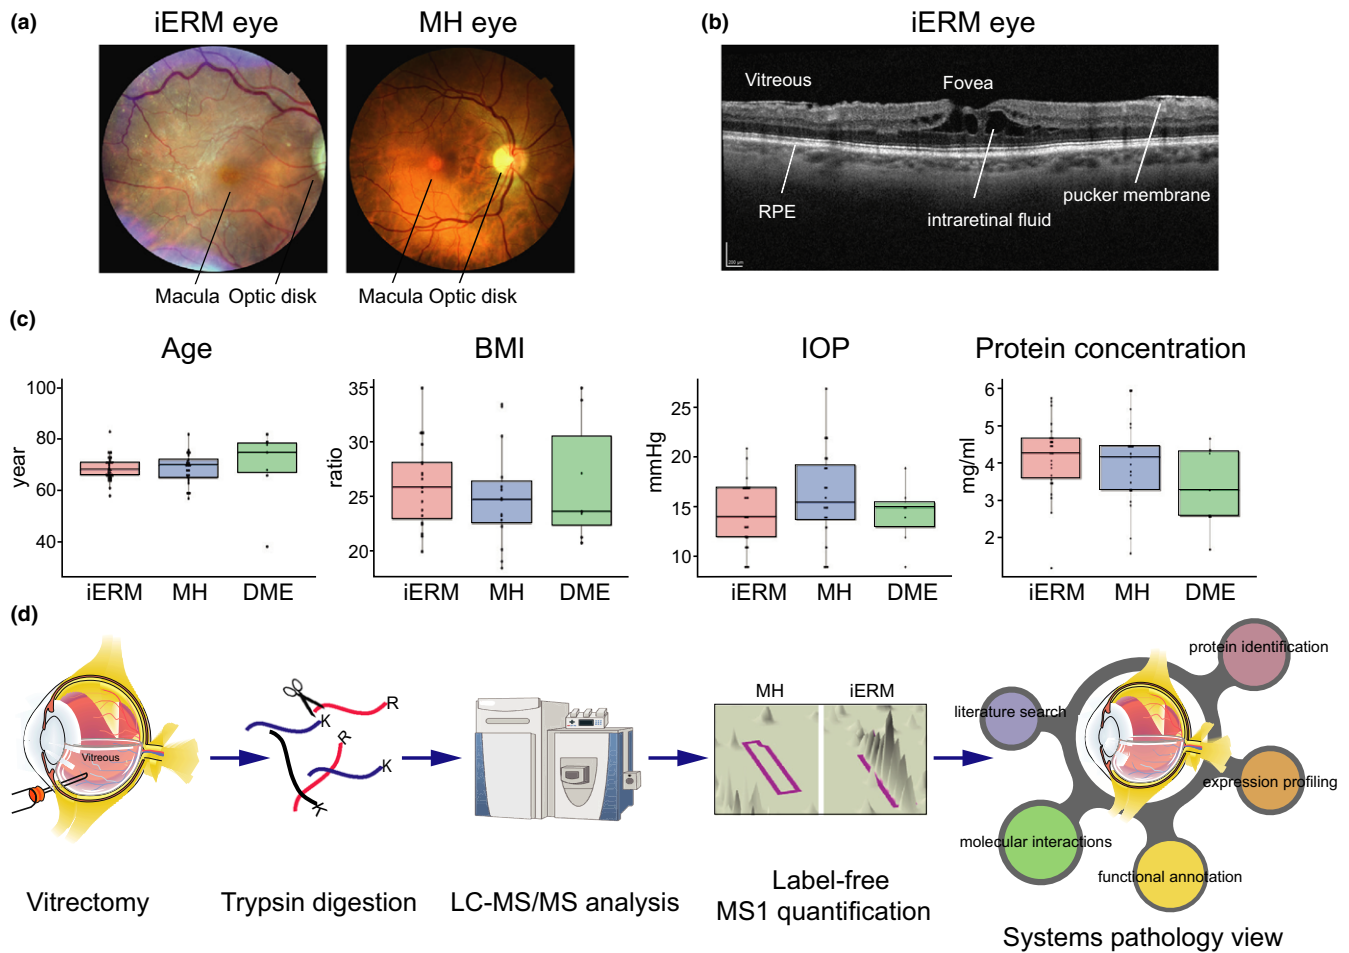 (a)
iERM eye
MH eye
Macula
Optic disk
Macula
Optic disk
(b)
iERM eye
Vitreous
Fovea
RPE
intraretinal fluid
pucker membrane
200 µm
(c)
Age
year
100
80
60
40
iERM
MH
DME
BMI
ratio
35
30
25
20
iERM
MH
DME
IOP
mmHg
25
20
15
10
iERM
MH
DME
Protein concentration
mg/ml
6
5
4
3
2
iERM
MH
DME
(d)
Vitreous
Vitrectomy
R
K
R
K
K
Trypsin digestion
LC-MS/MS analysis
MH
iERM
Label-free
MS1 quantification
protein identification
literature search
expression profiling
molecular interactions
functional annotation
Systems pathology view